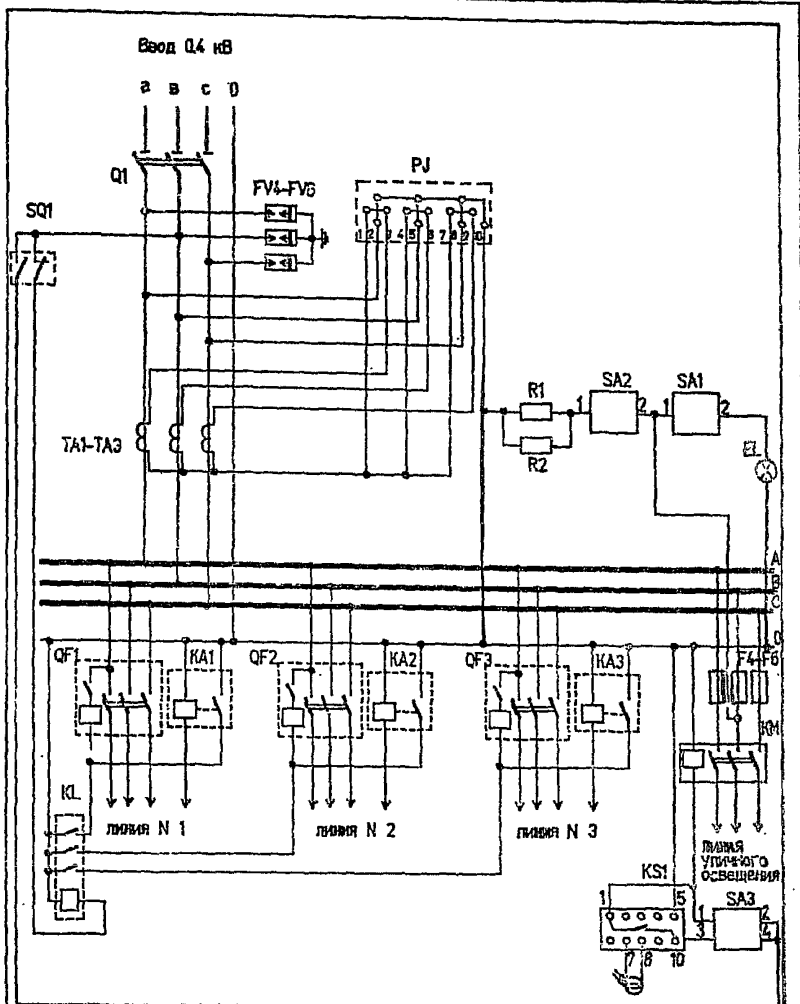 Ввод 0.4 кВ
а в с 0
Q1
SQ1
FV4-FV6
PJ
1 2 3 4 5 6 7 8 9 10
TA1-TA3
R1
R2
1 SA2 2
1 SA1 2
EL
A
B
C
0
QF1
KA1
QF2
KA2
QF3
KA3
F4-F6
KM
KL
линия N 1
линия N 2
линия N 3
линия
уличного
освещения
KS1
1 5
7 8 10
SA3
1 2
3 4